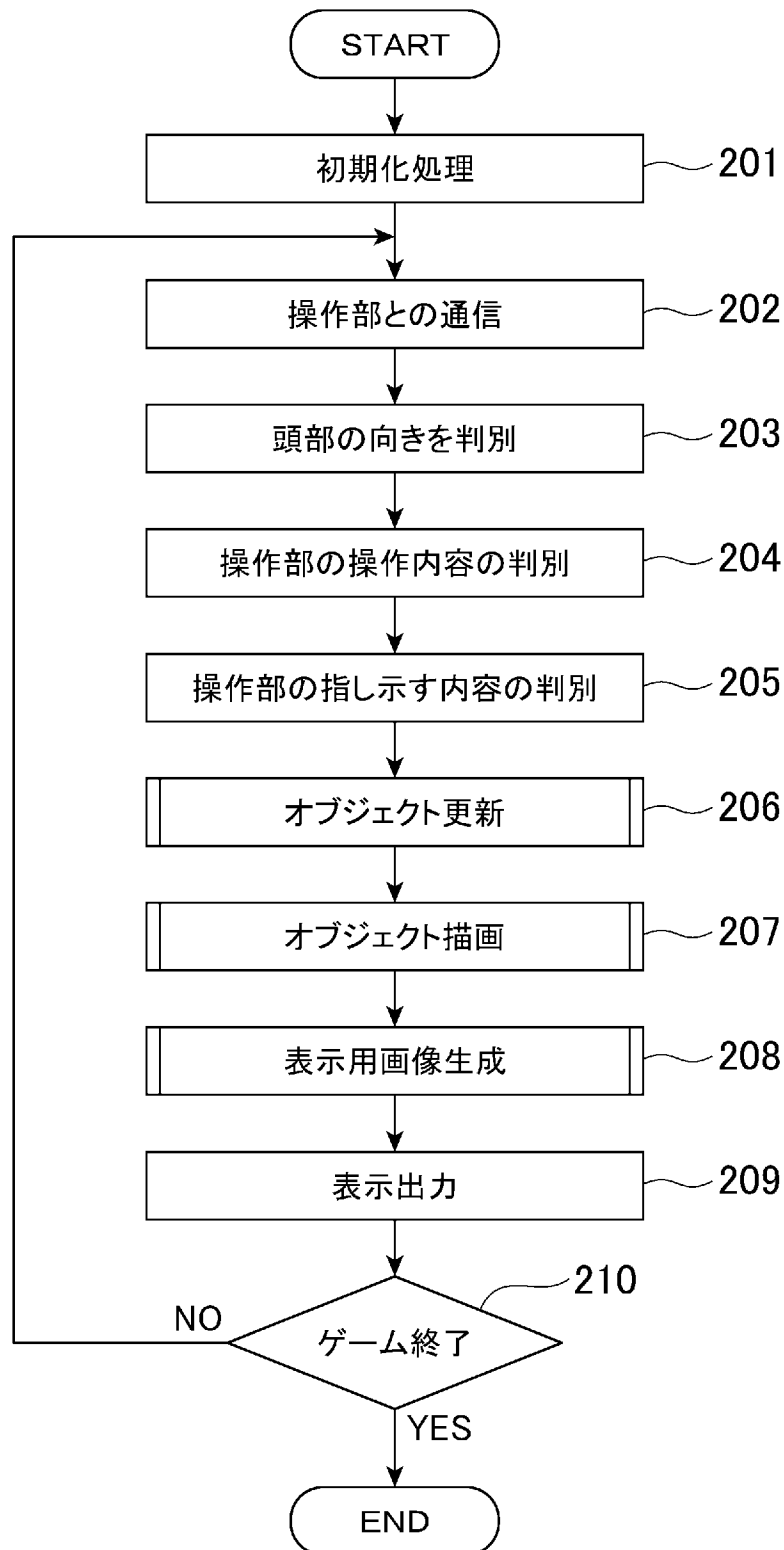 START
初期化処理
201
操作部との通信
202
頭部の向きを判別
203
操作部の操作内容の判別
204
操作部の指し示す内容の判別
205
オブジェクト更新
206
オブジェクト描画
207
表示用画像生成
208
表示出力
209
210
NO
ゲーム終了
YES
END